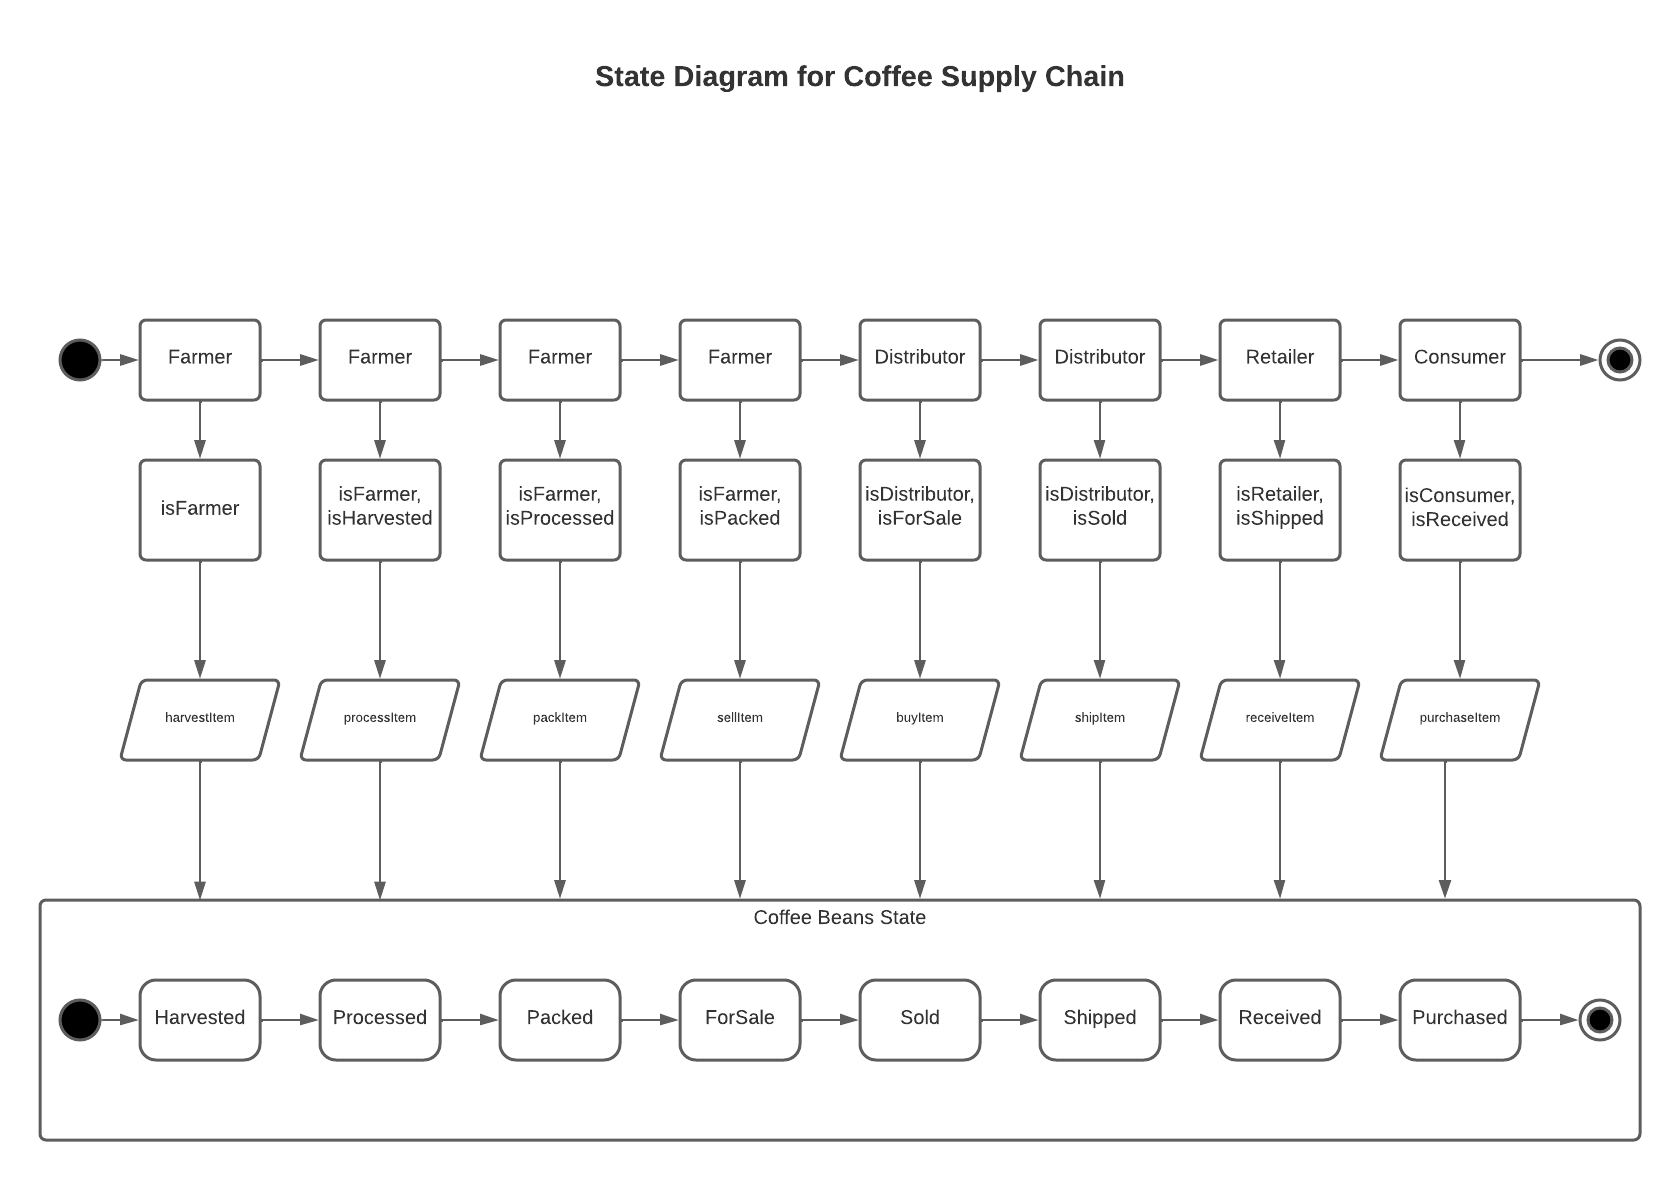 State Diagram for Coffee Supply Chain
Farmer
Farmer
Farmer
Farmer
Distributor
Distributor
Retailer
Consumer
isFarmer
isFarmer,
isHarvested
isFarmer,
isProcessed
isFarmer,
isPacked
isDistributor,
isForSale
isDistributor,
isSold
isRetailer,
isShipped
isConsumer,
isReceived
harvestItem
processItem
packItem
sellItem
buyItem
shipItem
receiveItem
purchaseItem
Coffee Beans State
Harvested
Processed
Packed
ForSale
Sold
Shipped
Received
Purchased